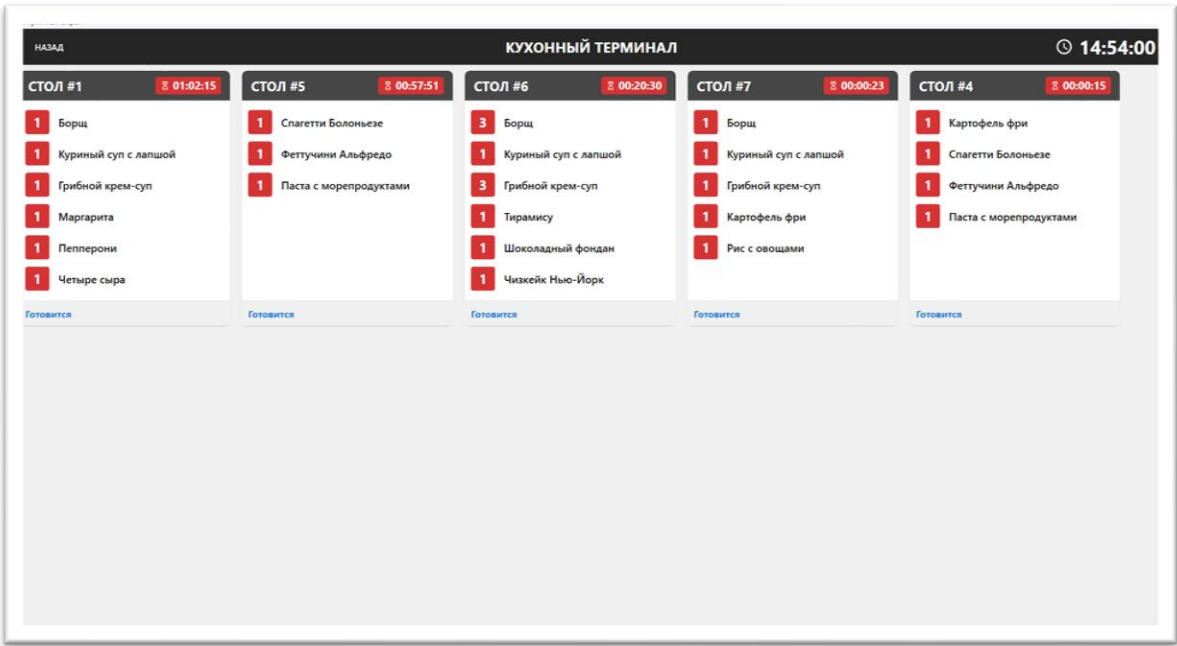 НАЗАД
КУХОННЫЙ ТЕРМИНАЛ
14:54:00
СТОЛ #1
01:02:15
1 Борщ
1 Куриный суп с лапшой
1 Грибной крем-суп
1 Маргарита
1 Пепперони
1 Четыре сыра
Готовится
СТОЛ #5
00:57:51
1 Спагетти Болоньезе
1 Феттучини Альфредо
1 Паста с морепродуктами
Готовится
СТОЛ #6
00:20:30
3 Борщ
1 Куриный суп с лапшой
3 Грибной крем-суп
1 Тирамису
1 Шоколадный фондан
1 Чизкейк Нью-Йорк
Готовится
СТОЛ #7
00:00:23
1 Борщ
1 Куриный суп с лапшой
1 Грибной крем-суп
1 Картофель фри
1 Рис с овощами
Готовится
СТОЛ #4
00:00:15
1 Картофель фри
1 Спагетти Болоньезе
1 Феттучини Альфредо
1 Паста с морепродуктами
Готовится